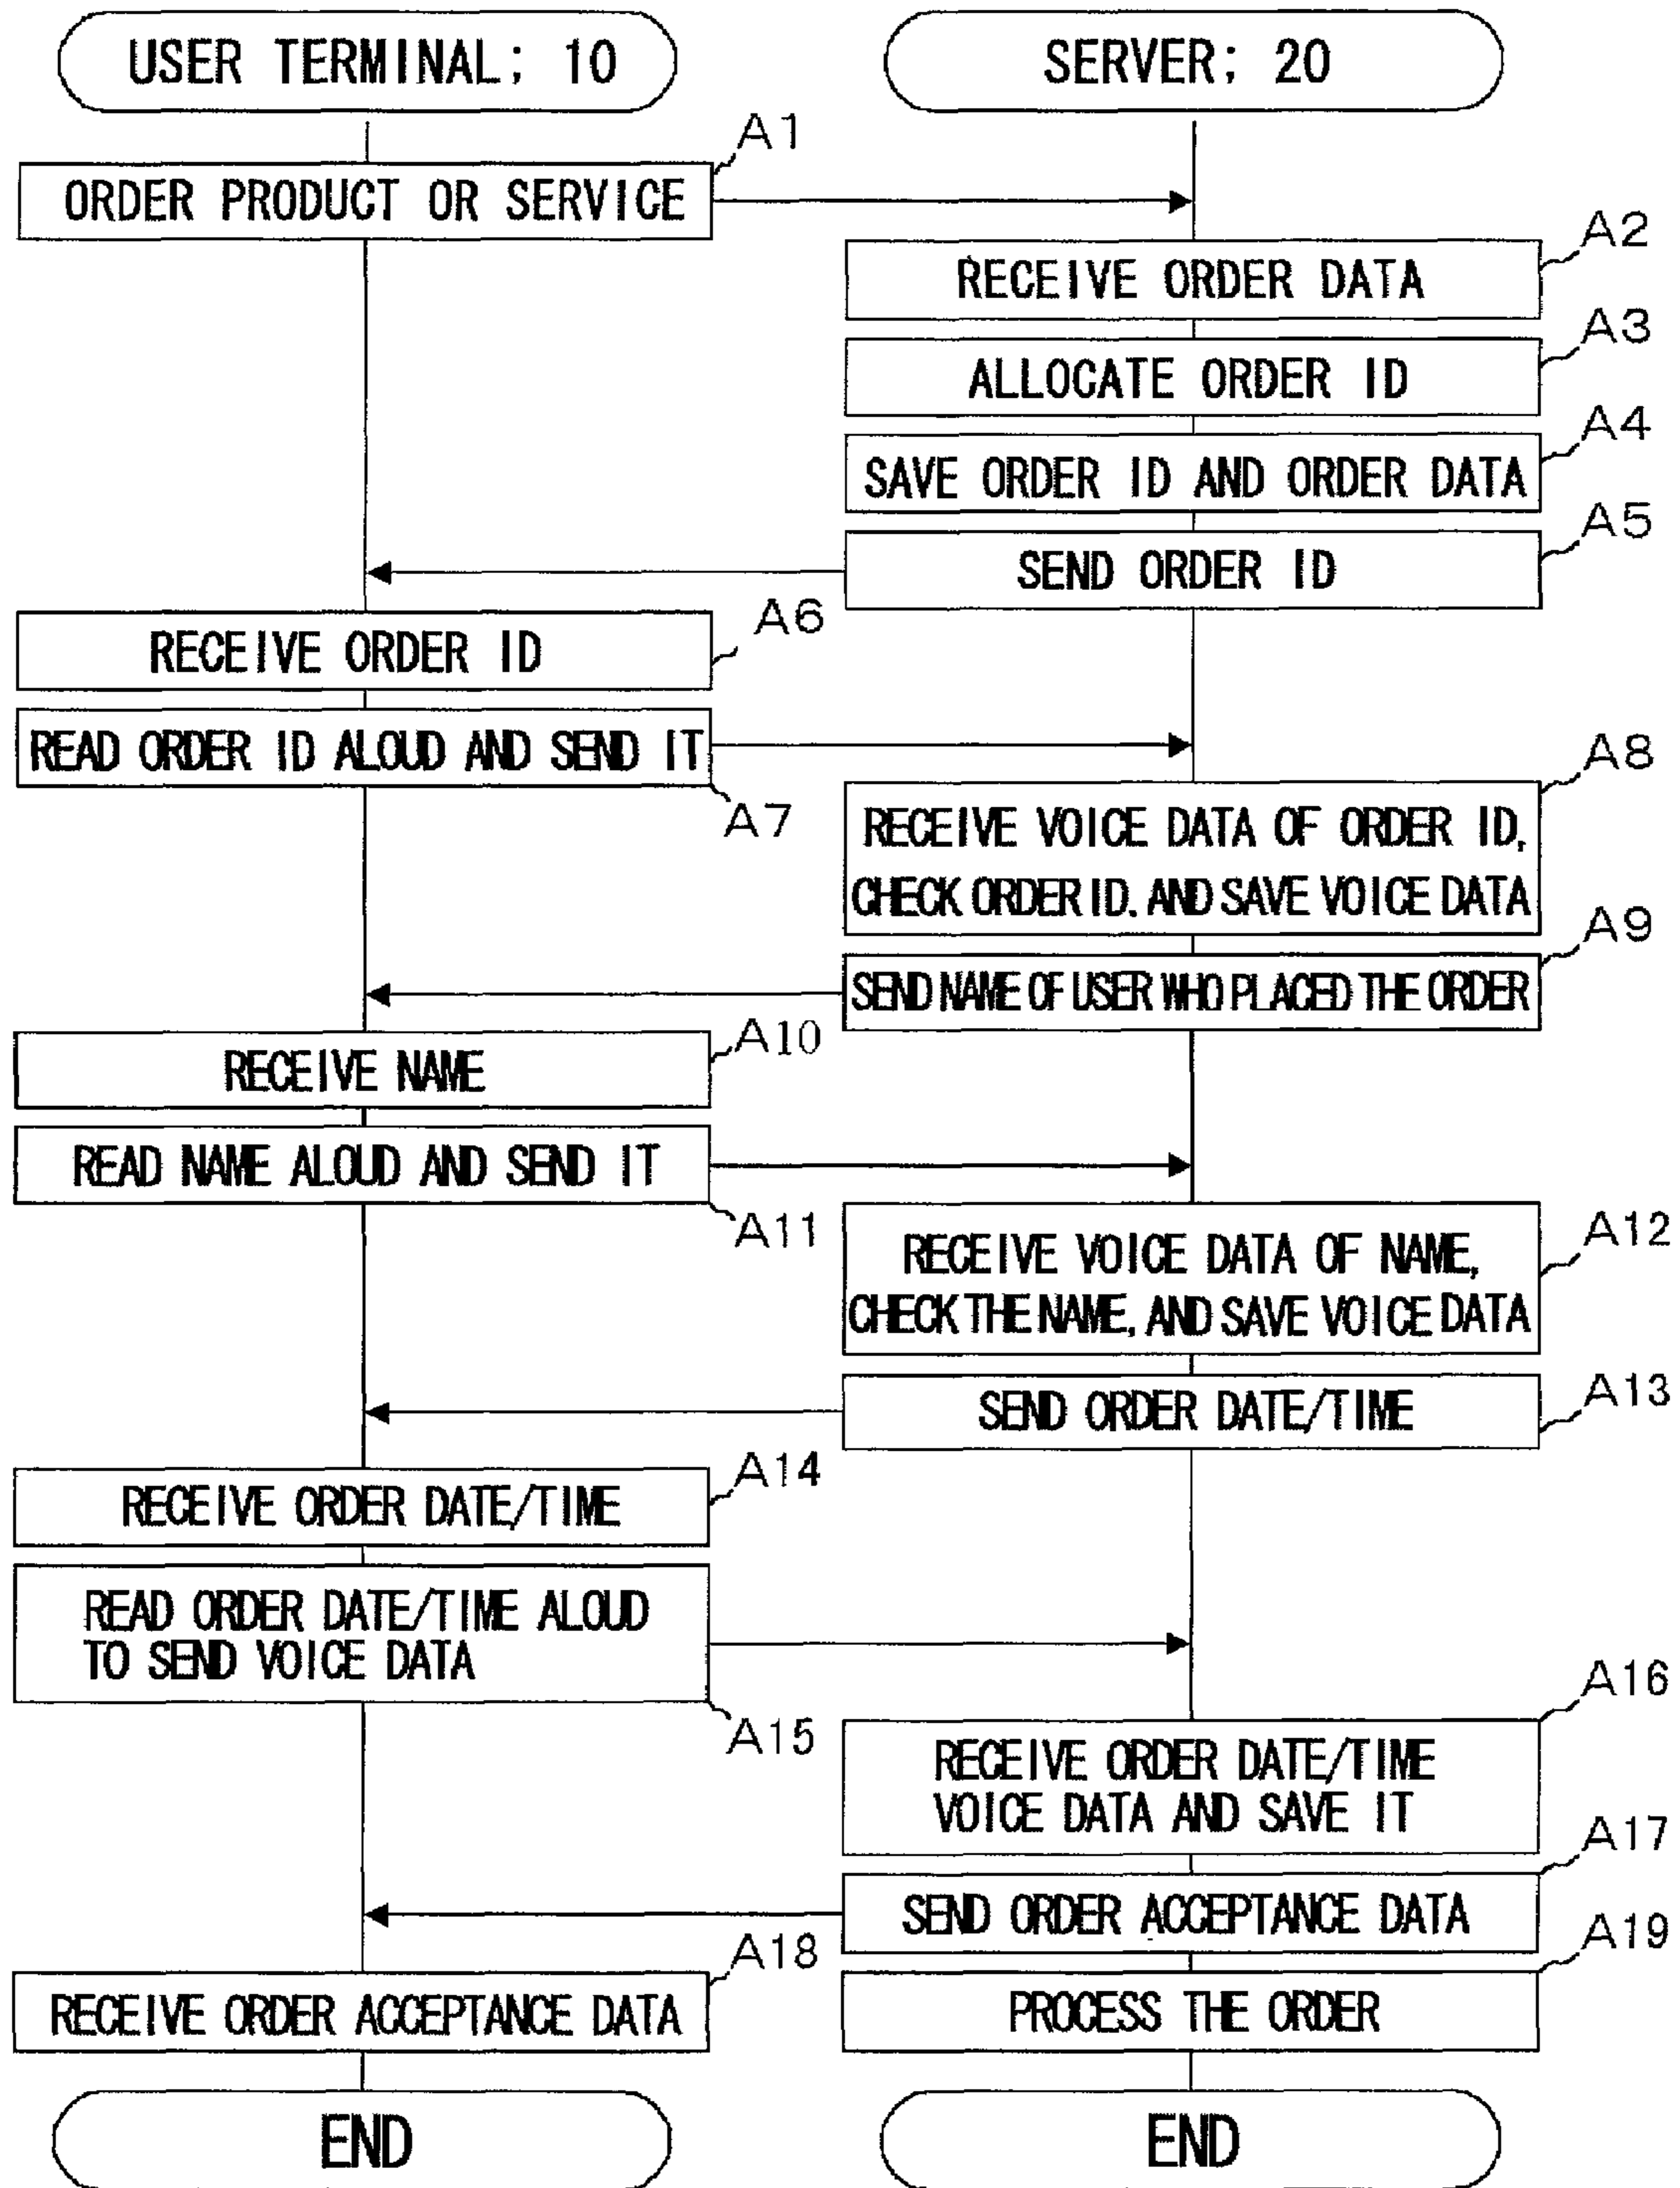 USER TERMINAL; 10
SERVER; 20
A1
ORDER PRODUCT OR SERVICE
A2
RECEIVE ORDER DATA
A3
ALLOCATE ORDER ID
A4
SAVE ORDER ID AND ORDER DATA
A5
SEND ORDER ID
A6
RECEIVE ORDER ID
READ ORDER ID ALOUD AND SEND IT
A7
A8
RECEIVE VOICE DATA OF ORDER ID,
CHECK ORDER ID, AND SAVE VOICE DATA
A9
SEND NAME OF USER WHO PLACED THE ORDER
A10
RECEIVE NAME
READ NAME ALOUD AND SEND IT
A11
A12
RECEIVE VOICE DATA OF NAME,
CHECK THE NAME, AND SAVE VOICE DATA
A13
SEND ORDER DATE/TIME
A14
RECEIVE ORDER DATE/TIME
READ ORDER DATE/TIME ALOUD
TO SEND VOICE DATA
A15
A16
RECEIVE ORDER DATE/TIME
VOICE DATA AND SAVE IT
A17
SEND ORDER ACCEPTANCE DATA
A18
RECEIVE ORDER ACCEPTANCE DATA
A19
PROCESS THE ORDER
END
END